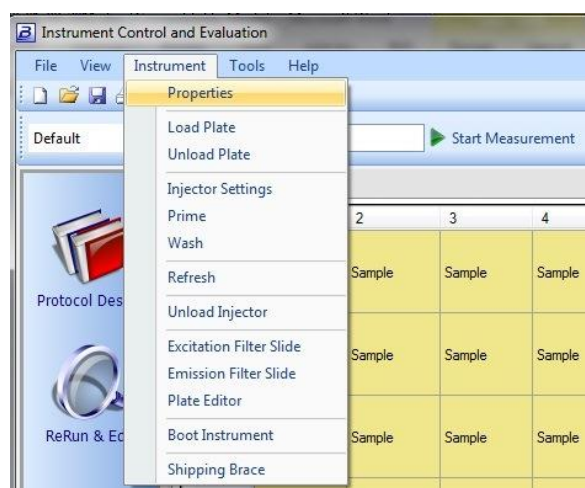 Instrument Control and Evaluation
File View Instrument Tools Help
Properties
Default
Start Measurement
Load Plate
Unload Plate
Injector Settings
Prime
Wash
Refresh
Unload Injector
Excitation Filter Slide
Emission Filter Slide
Plate Editor
Boot Instrument
Shipping Brace
Protocol Des
ReRun & Ed
2 3 4
Sample Sample Sample
Sample Sample Sample
Sample Sample Sample